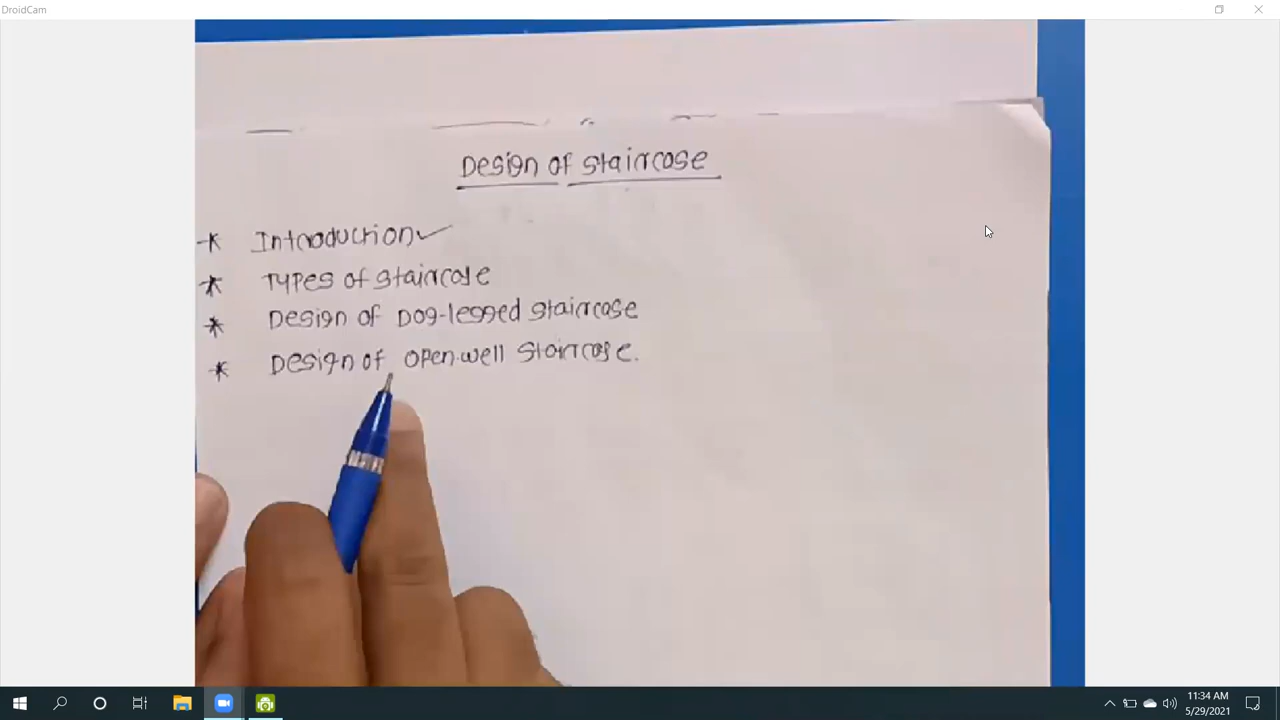 DroidCam
Design of staircase
* Introduction ✓
* Types of staircase
* Design of Dog-legged staircase
* Design of open-well staircase.
11:34 AM
5/29/2021